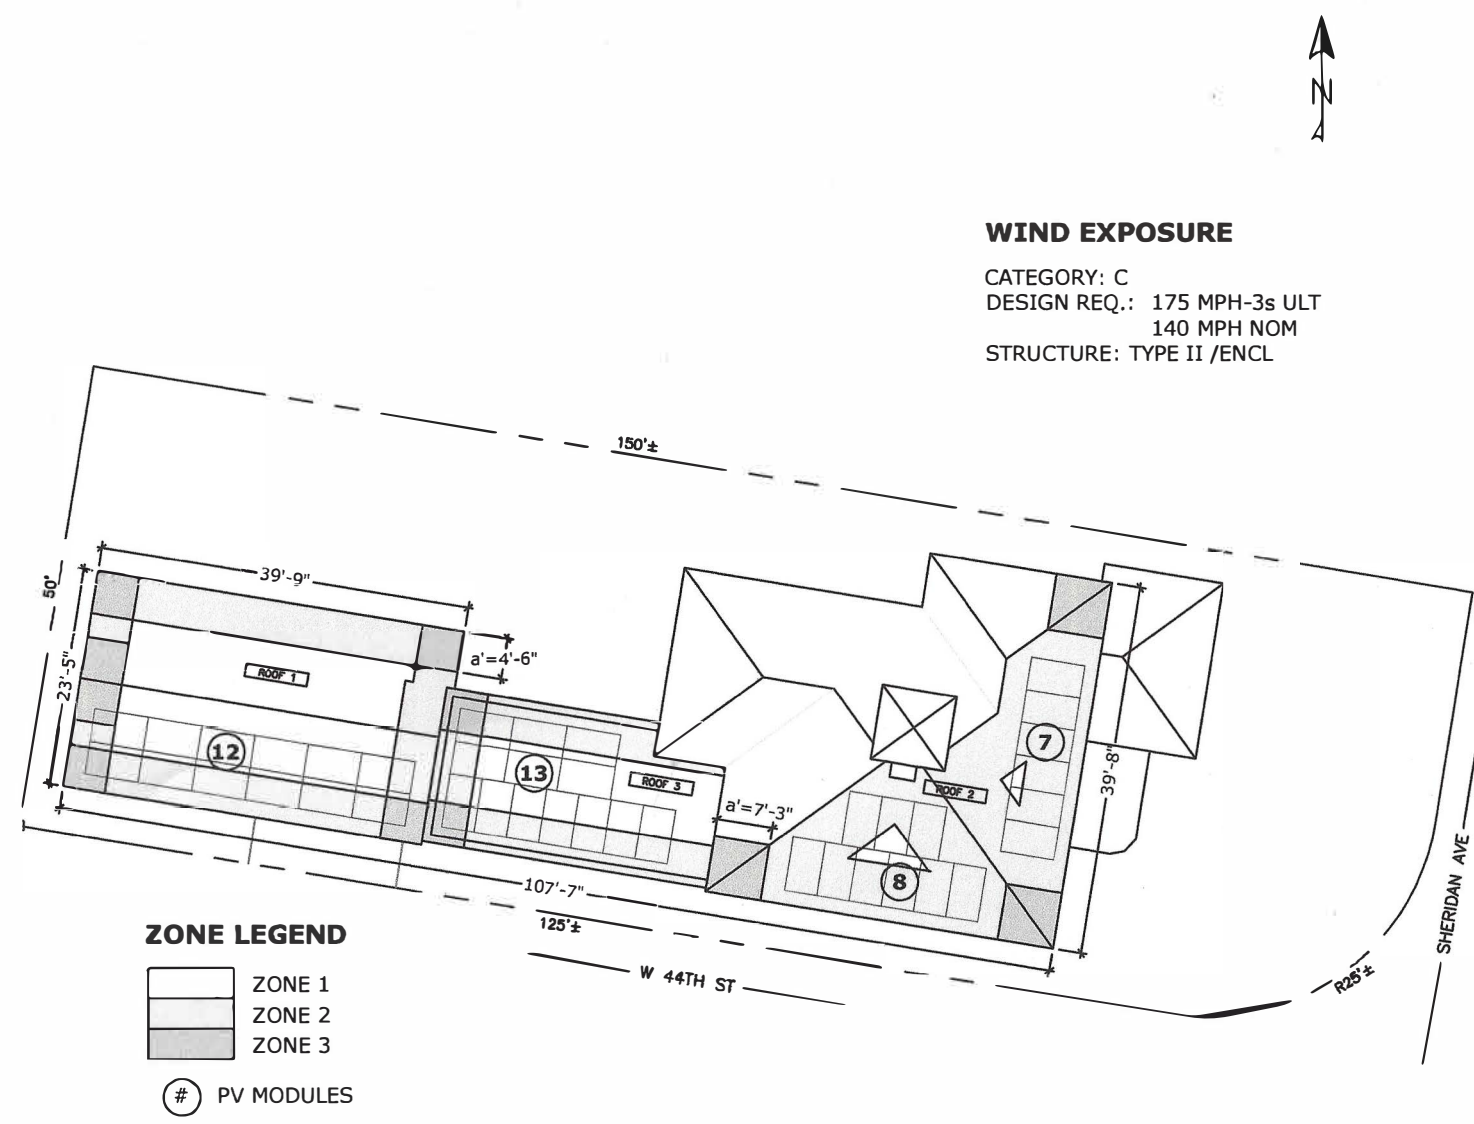 N
WIND EXPOSURE
CATEGORY: C
DESIGN REQ.: 175 MPH-3s ULT
140 MPH NOM
STRUCTURE: TYPE II /ENCL
150'±
50'
39'-9"
23'-5"
a'=4'-6"
ROOF 1
12
13
ROOF 3
a'=7'-3"
7
ROOF 2
39'-8"
8
107'-7"
125'±
W 44TH ST
R25'±
SHERIDAN AVE
ZONE LEGEND
ZONE 1
ZONE 2
ZONE 3
# PV MODULES